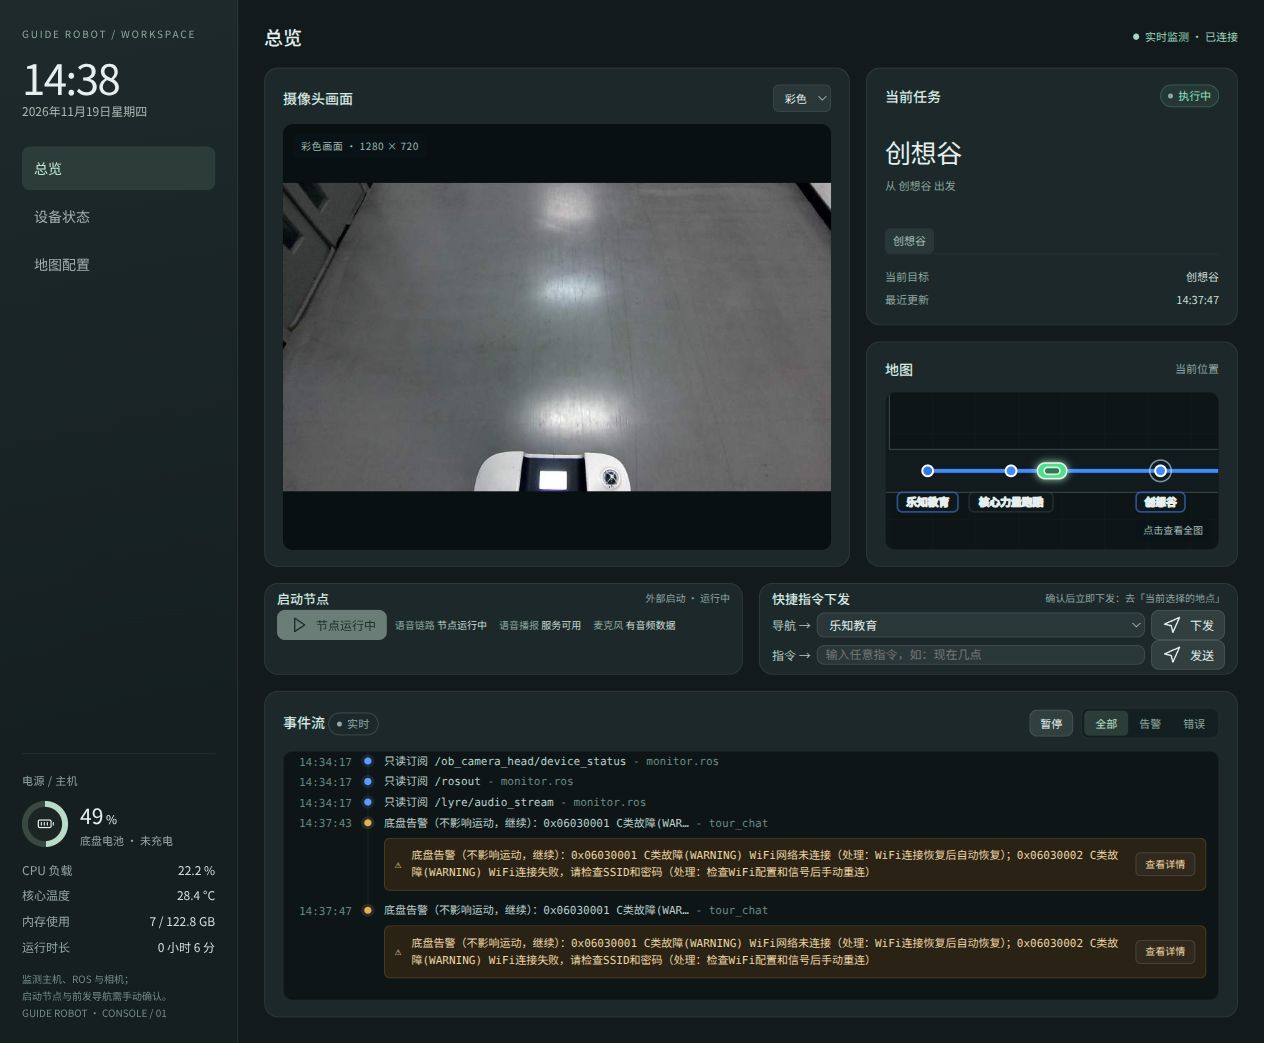 GUIDE ROBOT / WORKSPACE
14:38
2026年11月19日星期四
总览
设备状态
地图配置
电源 / 主机
49 %
底盘电池 · 未充电
CPU 负载 22.2 %
核心温度 28.4 °C
内存使用 7 / 122.8 GB
运行时长 0 小时 6 分
监测主机、ROS 与相机；
启动节点与前发导航需手动确认。
GUIDE ROBOT · CONSOLE / 01
总览
实时监测 · 已连接
摄像头画面
彩色
彩色画面 · 1280 × 720
当前任务
执行中
创想谷
从 创想谷 出发
创想谷
当前目标 创想谷
最近更新 14:37:47
地图
当前位置
乐知教育
核心力量跑酷
创想谷
点击查看全图
启动节点
外部启动 · 运行中
节点运行中
语音链路 节点运行中 语音播报 服务可用 麦克风 有音频数据
快捷指令下发
确认后立即下发：去「当前选择的地点」
导航 → 乐知教育 下发
指令 → 输入任意指令，如：现在几点 发送
事件流
实时
暂停
全部 告警 错误
14:34:17 只读订阅 /ob_camera_head/device_status - monitor.ros
14:34:17 只读订阅 /rosout - monitor.ros
14:34:17 只读订阅 /lyre/audio_stream - monitor.ros
14:37:43 底盘告警（不影响运动，继续）：0x06030001 C类故障(WAR… - tour_chat
底盘告警（不影响运动，继续）：0x06030001 C类故障(WARNING) WiFi网络未连接（处理：WiFi连接恢复后自动恢复）；0x06030002 C类故
障(WARNING) WiFi连接失败，请检查SSID和密码（处理：检查WiFi配置和信号后手动重连）
查看详情
14:37:47 底盘告警（不影响运动，继续）：0x06030001 C类故障(WAR… - tour_chat
底盘告警（不影响运动，继续）：0x06030001 C类故障(WARNING) WiFi网络未连接（处理：WiFi连接恢复后自动恢复）；0x06030002 C类故
障(WARNING) WiFi连接失败，请检查SSID和密码（处理：检查WiFi配置和信号后手动重连）
查看详情